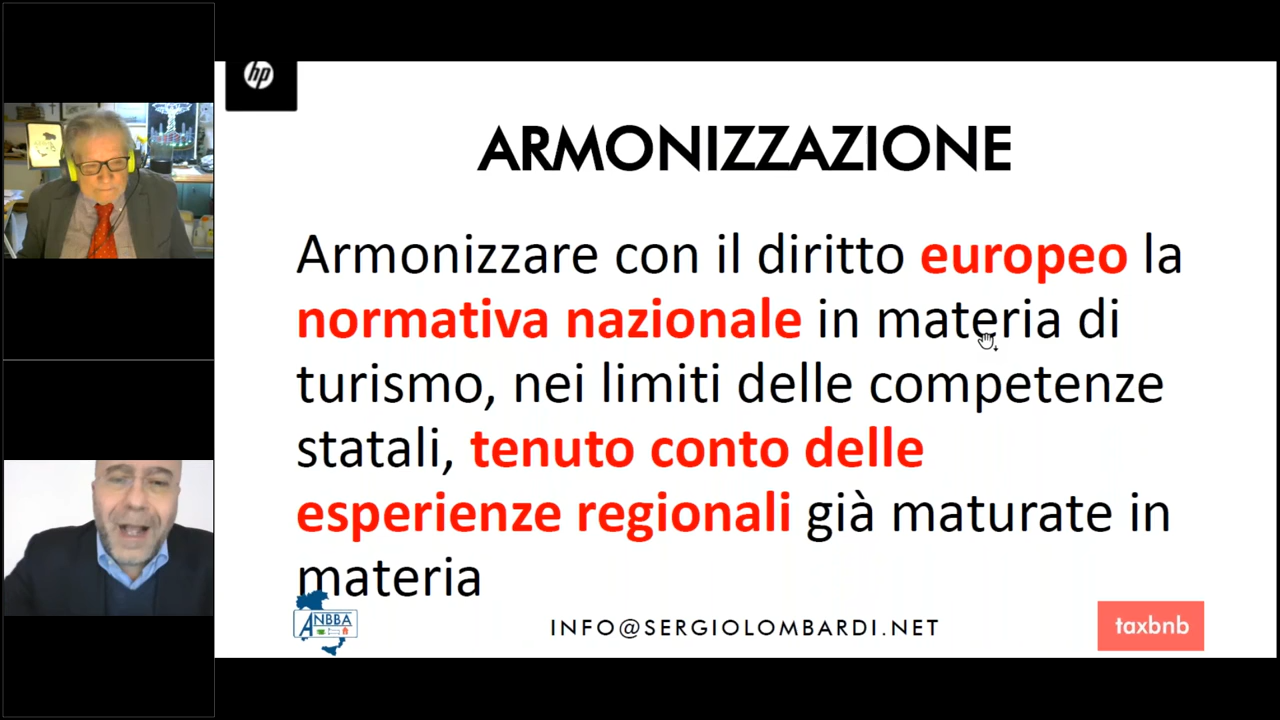 hp
ARMONIZZAZIONE
Armonizzare con il diritto europeo la
normativa nazionale in materia di
turismo, nei limiti delle competenze
statali, tenuto conto delle
esperienze regionali già maturate in
materia
ANBBA
INFO@SERGIOLOMBARDI.NET
taxbnb